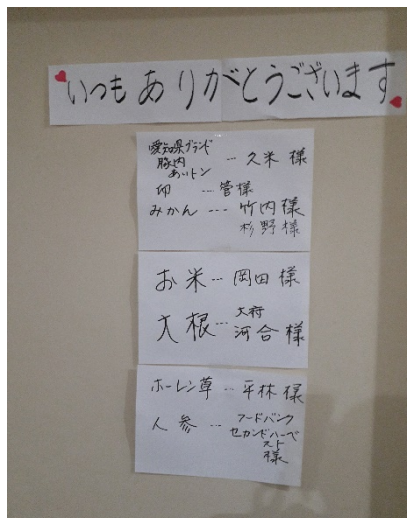 いつもありがとうございます
愛知県ブランド
豚肉
あいトン
… 久米 様
卵 … 菅様
みかん … 竹内様
杉野様
お米 … 岡田 様
大根 … 大府
河合 様
ホーレン草 … 平林 様
人参 … フードバンク
セカンドハーベ
スト
様